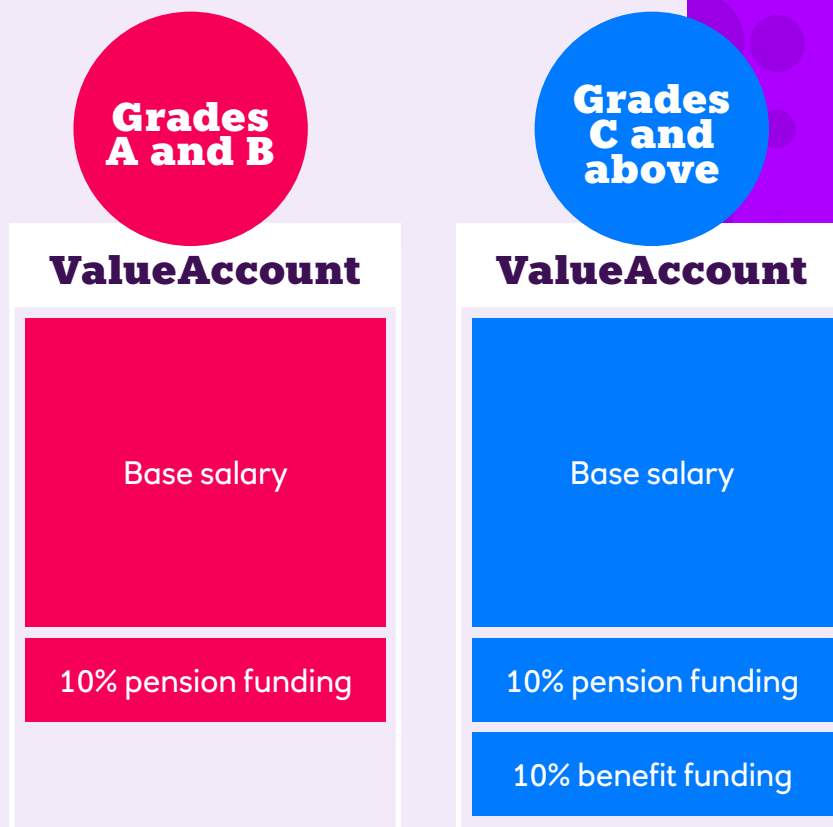 Grades
A and B
ValueAccount
Base salary
10% pension funding
Grades
C and
above
ValueAccount
Base salary
10% pension funding
10% benefit funding